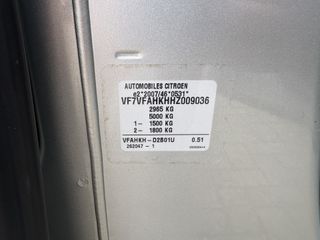 AUTOMOBILES CITROEN
e2*2007/46*0531*
VF7VFAHKHHZ009036
2965 KG
5000 KG
1- 1500 KG
2- 1800 KG
VFAHKH-D2B01U 0.51
262047 - 1